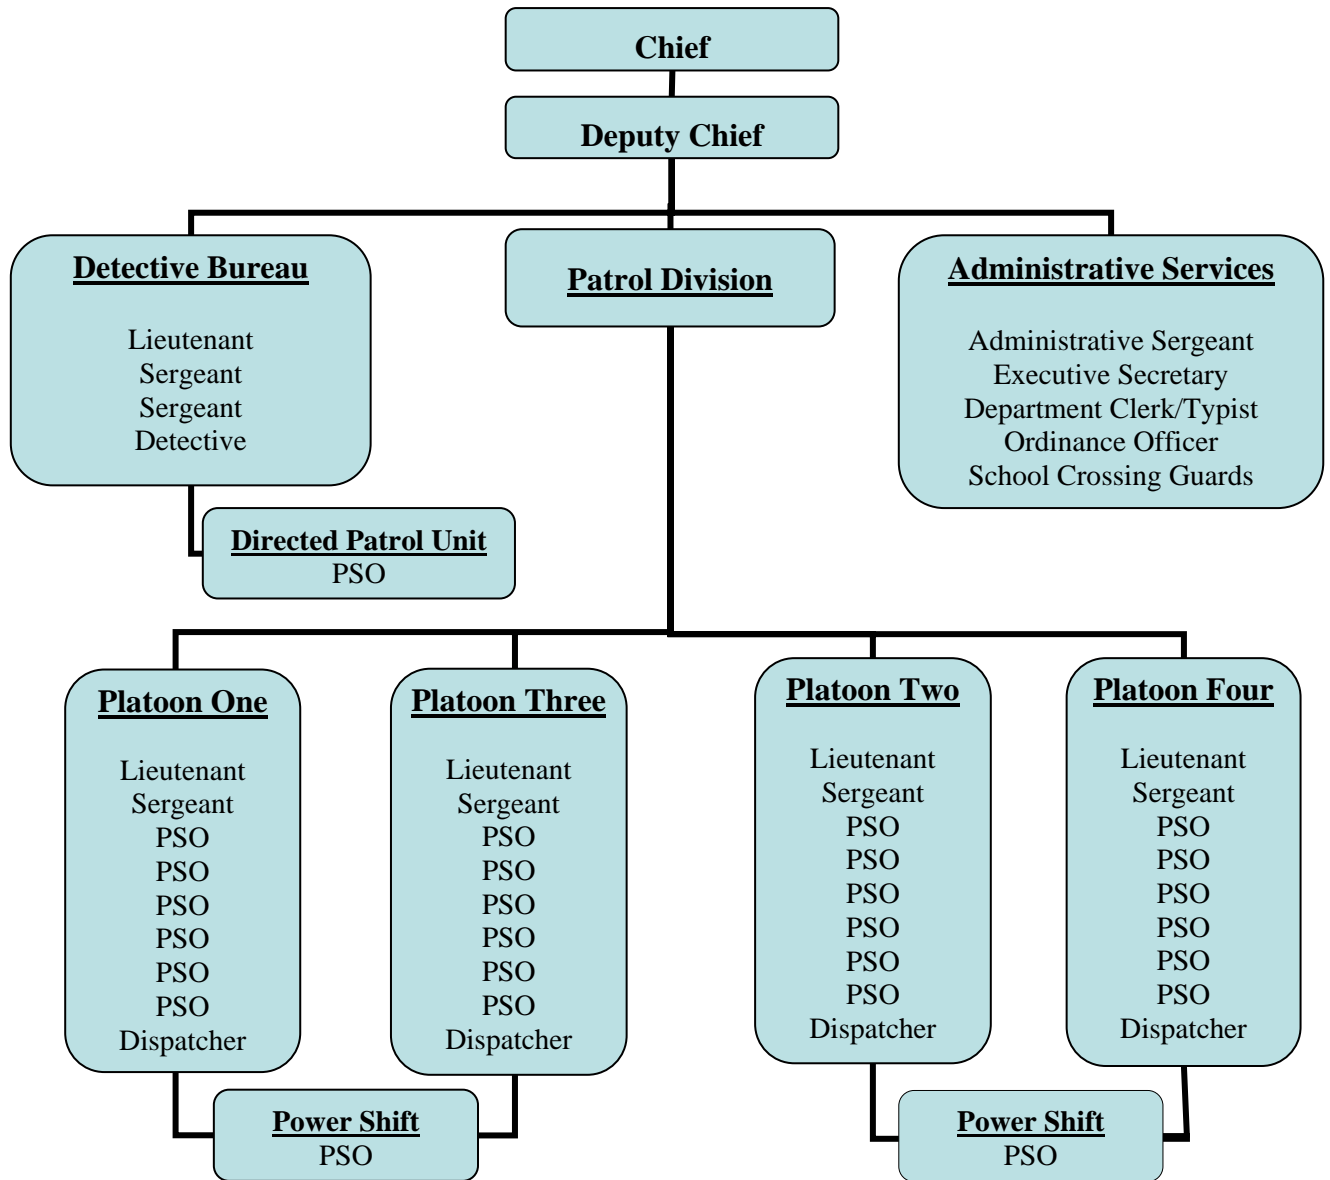 Chief
Deputy Chief
Detective Bureau
Lieutenant
Sergeant
Sergeant
Detective
Directed Patrol Unit
PSO
Patrol Division
Administrative Services
Administrative Sergeant
Executive Secretary
Department Clerk/Typist
Ordinance Officer
School Crossing Guards
Platoon One
Lieutenant
Sergeant
PSO
PSO
PSO
PSO
PSO
PSO
Dispatcher
Platoon Three
Lieutenant
Sergeant
PSO
PSO
PSO
PSO
PSO
PSO
Dispatcher
Power Shift
PSO
Platoon Two
Lieutenant
Sergeant
PSO
PSO
PSO
PSO
PSO
PSO
Dispatcher
Platoon Four
Lieutenant
Sergeant
PSO
PSO
PSO
PSO
PSO
PSO
Dispatcher
Power Shift
PSO